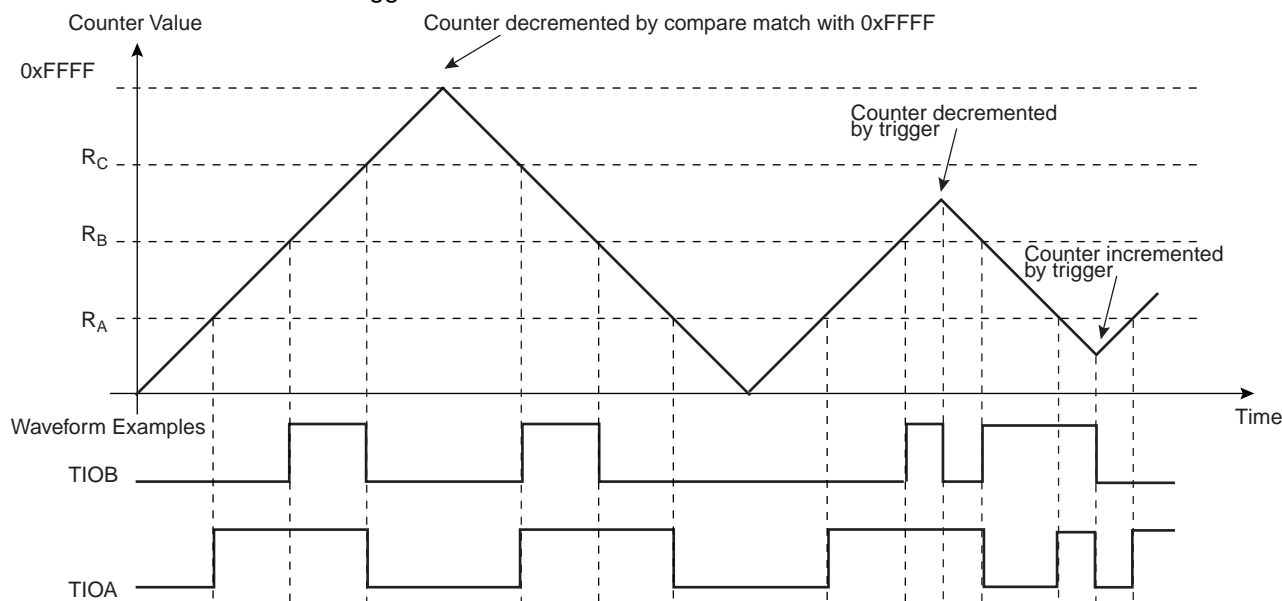 Counter Value
Counter decremented by compare match with 0xFFFF
0xFFFF
Counter decremented
by trigger
RC
RB
Counter incremented
by trigger
RA
Time
Waveform Examples
TIOB
TIOA